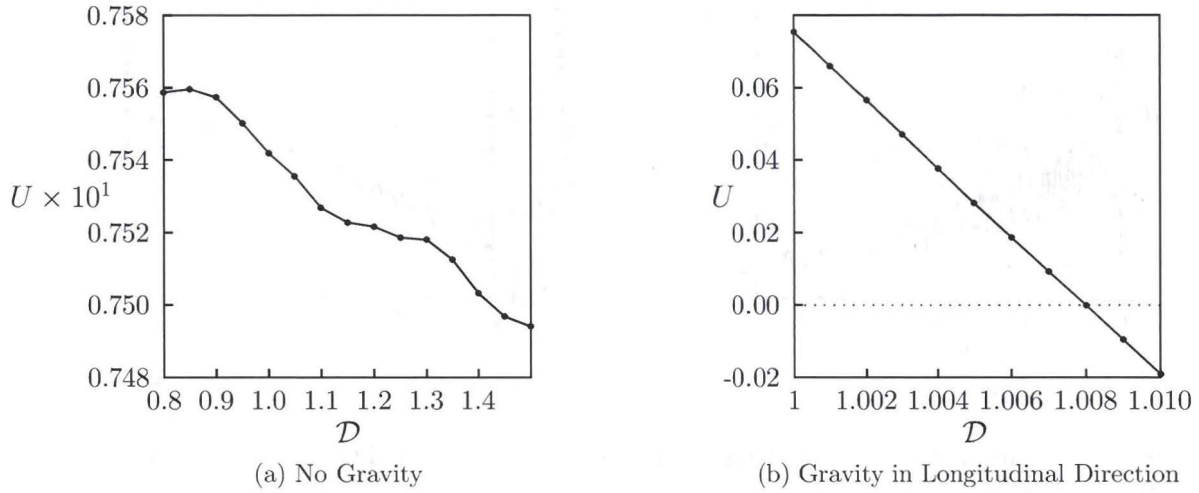 0.758
0.756
0.754
U × 10¹
0.752
0.750
0.748
0.8 0.9 1.0 1.1 1.2 1.3 1.4
𝒟
(a) No Gravity
0.06
0.04
U
0.02
0.00
-0.02
1 1.002 1.004 1.006 1.008 1.010
𝒟
(b) Gravity in Longitudinal Direction